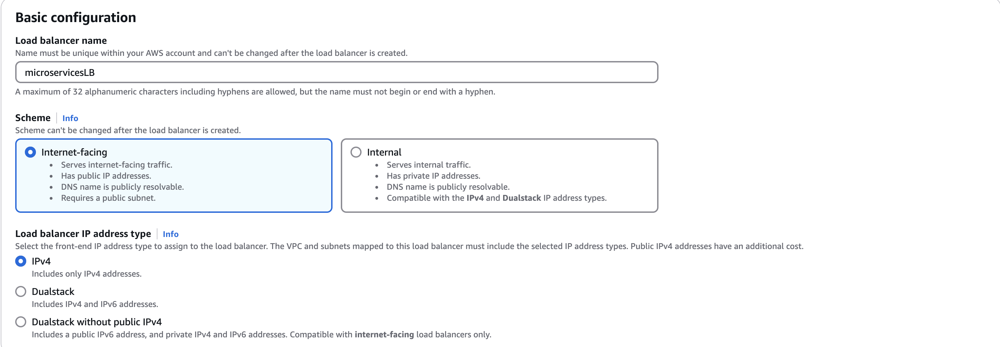 Basic configuration
Load balancer name
Name must be unique within your AWS account and can't be changed after the load balancer is created.
microservicesLB
A maximum of 32 alphanumeric characters including hyphens are allowed, but the name must not begin or end with a hyphen.
Scheme
Info
Scheme can't be changed after the load balancer is created.
Internet-facing
• Serves internet-facing traffic.
• Has public IP addresses.
• DNS name is publicly resolvable.
• Requires a public subnet.
Internal
• Serves internal traffic.
• Has private IP addresses.
• DNS name is publicly resolvable.
• Compatible with the IPv4 and Dualstack IP address types.
Load balancer IP address type
Info
Select the front-end IP address type to assign to the load balancer. The VPC and subnets mapped to this load balancer must include the selected IP address types. Public IPv4 addresses have an additional cost.
IPv4
Includes only IPv4 addresses.
Dualstack
Includes IPv4 and IPv6 addresses.
Dualstack without public IPv4
Includes a public IPv6 address, and private IPv4 and IPv6 addresses. Compatible with internet-facing load balancers only.